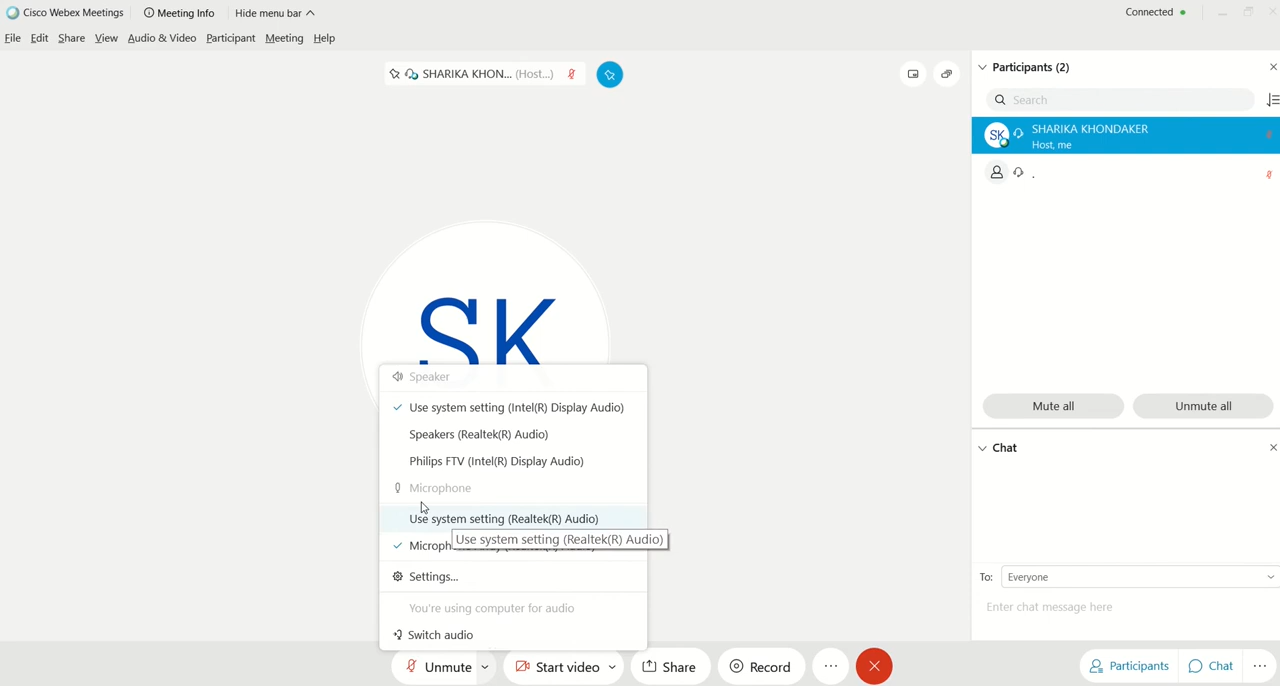 Cisco Webex Meetings Meeting Info Hide menu bar Connected
File Edit Share View Audio & Video Participant Meeting Help
SHARIKA KHON... (Host...)
Participants (2)
Search
SK SHARIKA KHONDAKER
Host, me
.
Mute all Unmute all
Chat
To: Everyone
Enter chat message here
SK
Speaker
Use system setting (Intel(R) Display Audio)
Speakers (Realtek(R) Audio)
Philips FTV (Intel(R) Display Audio)
Microphone
Use system setting (Realtek(R) Audio)
Use system setting (Realtek(R) Audio)
Settings...
You're using computer for audio
Switch audio
Unmute Start video Share Record Participants Chat